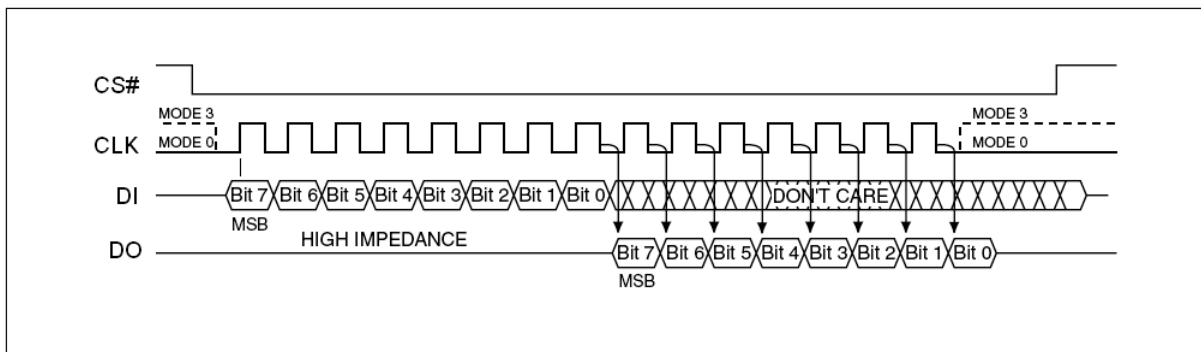 CS#
MODE 3 MODE 3
CLK MODE 0 MODE 0
DI Bit 7 Bit 6 Bit 5 Bit 4 Bit 3 Bit 2 Bit 1 Bit 0 DON'T CARE
MSB
HIGH IMPEDANCE
DO Bit 7 Bit 6 Bit 5 Bit 4 Bit 3 Bit 2 Bit 1 Bit 0
MSB